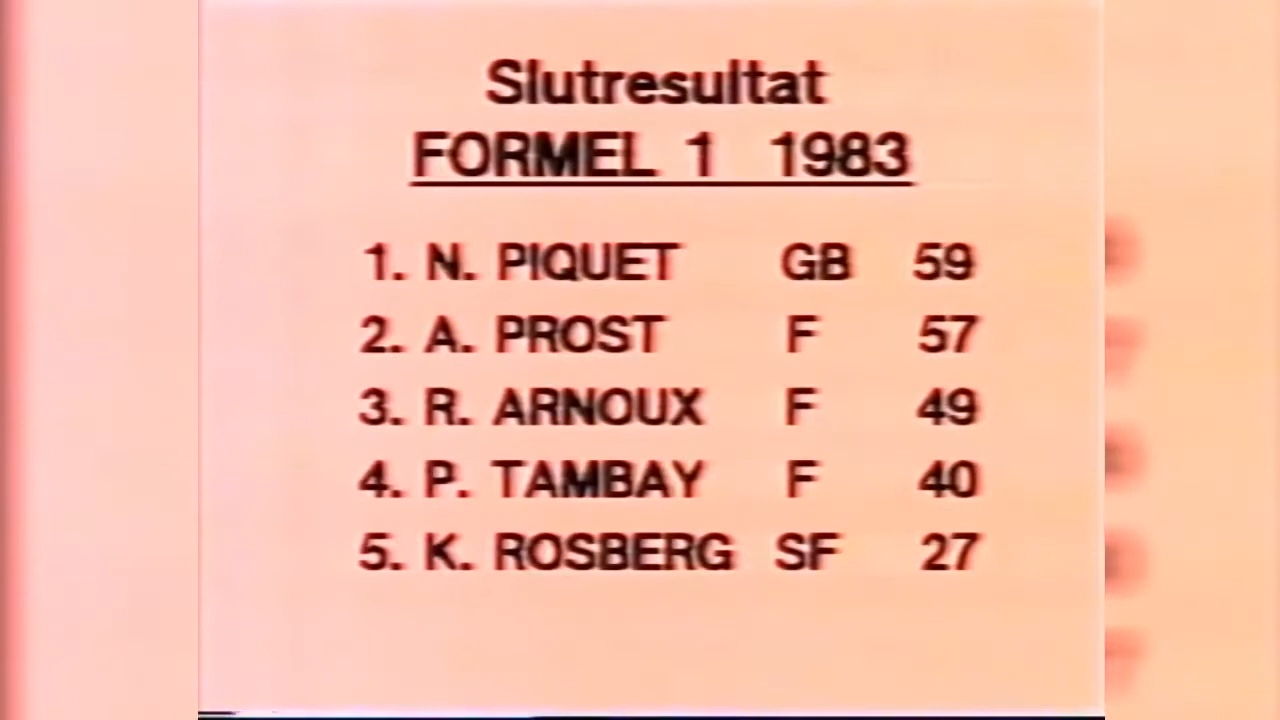 Slutresultat
FORMEL 1 1983
1. N. PIQUET GB 59
2. A. PROST F 57
3. R. ARNOUX F 49
4. P. TAMBAY F 40
5. K. ROSBERG SF 27